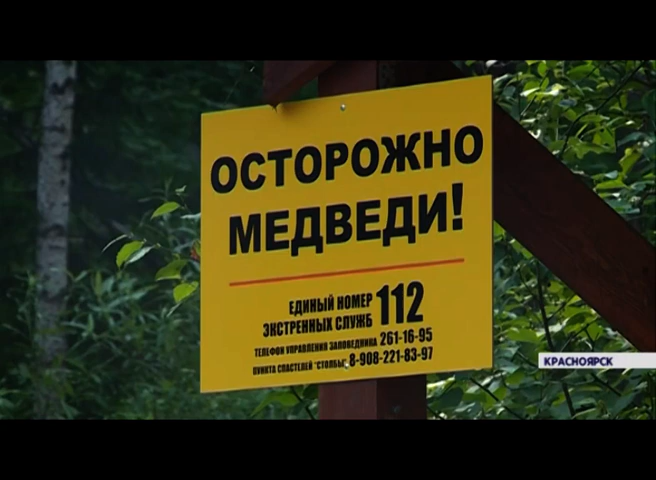 ОСТОРОЖНО
МЕДВЕДИ!
ЕДИНЫЙ НОМЕР 112
ЭКСТРЕННЫХ СЛУЖБ
ТЕЛЕФОН УПРАВЛЕНИЯ ЗАПОВЕДНИКА 261-16-95
ПУНКТА СПАСТЕЛЕЙ "СТОЛБЫ" 8-908-221-83-97
КРАСНОЯРСК